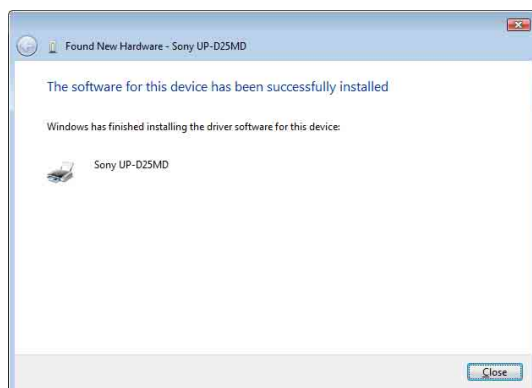 Found New Hardware - Sony UP-D25MD
The software for this device has been successfully installed
Windows has finished installing the driver software for this device:
Sony UP-D25MD
Close